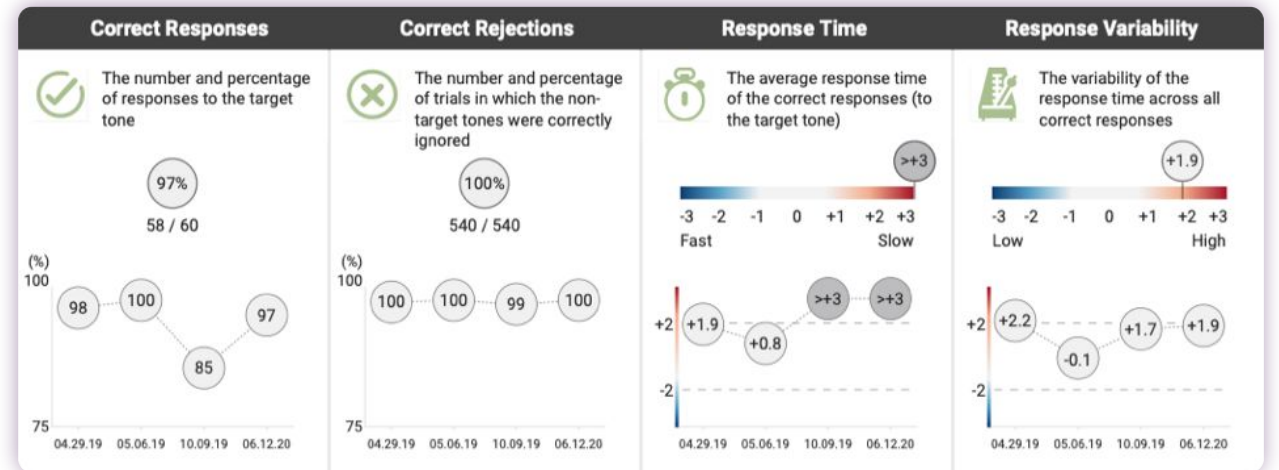 Correct Responses
The number and percentage
of responses to the target
tone
97%
58 / 60
(%)
100
98
100
85
97
75
04.29.19 05.06.19 10.09.19 06.12.20
Correct Rejections
The number and percentage
of trials in which the non-
target tones were correctly
ignored
100%
540 / 540
(%)
100
100
100
99
100
75
04.29.19 05.06.19 10.09.19 06.12.20
Response Time
The average response time
of the correct responses (to
the target tone)
>+3
-3 -2 -1 0 +1 +2 +3
Fast Slow
+2
+1.9
+0.8
>+3
>+3
-2
04.29.19 05.06.19 10.09.19 06.12.20
Response Variability
The variability of the
response time across all
correct responses
+1.9
-3 -2 -1 0 +1 +2 +3
Low High
+2
+2.2
-0.1
+1.7
+1.9
-2
04.29.19 05.06.19 10.09.19 06.12.20